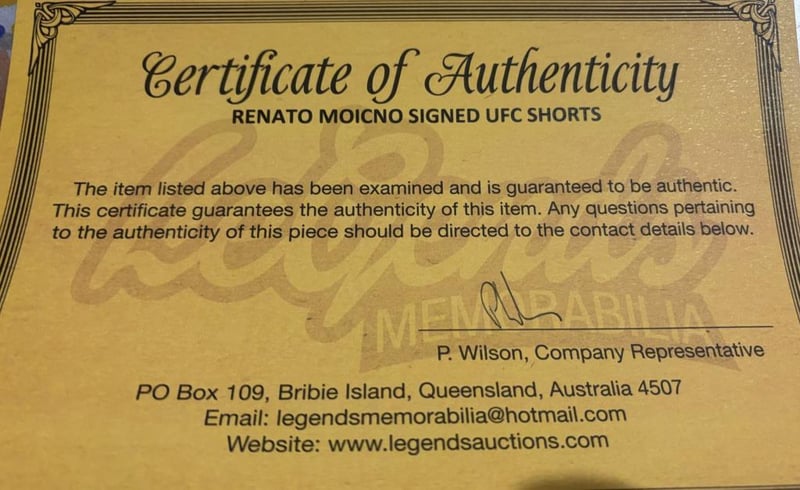 Certificate of Authenticity
RENATO MOICNO SIGNED UFC SHORTS
Legends
MEMORABILIA
The item listed above has been examined and is guaranteed to be authentic.
This certificate guarantees the authenticity of this item. Any questions pertaining
to the authenticity of this piece should be directed to the contact details below.
P. Wilson, Company Representative
PO Box 109, Bribie Island, Queensland, Australia 4507
Email: legendsmemorabilia@hotmail.com
Website: www.legendsauctions.com